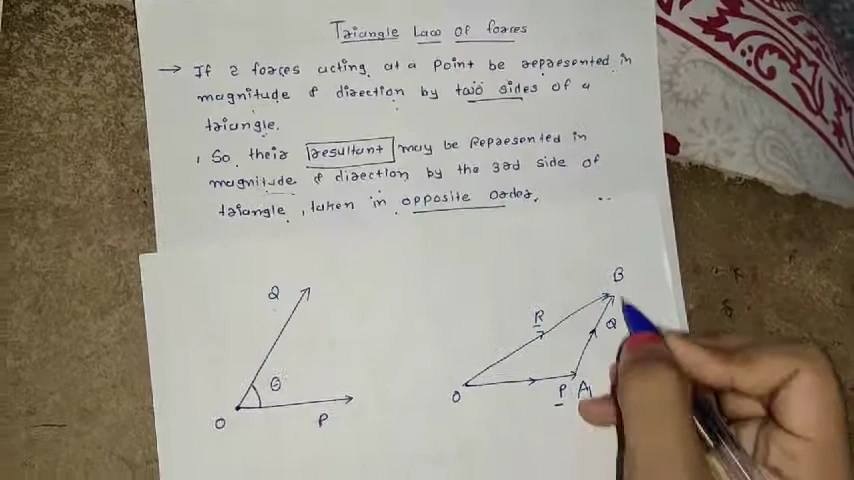 Triangle Law Of forces
→ If 2 forces acting at a point be represented in
magnitude & direction by two sides of a
triangle.
, So their resultant may be Represented in
magnitude & direction by the 3rd side of
triangle, taken in opposite order.
B
Q
R
Q
θ
O
P
O
P
A